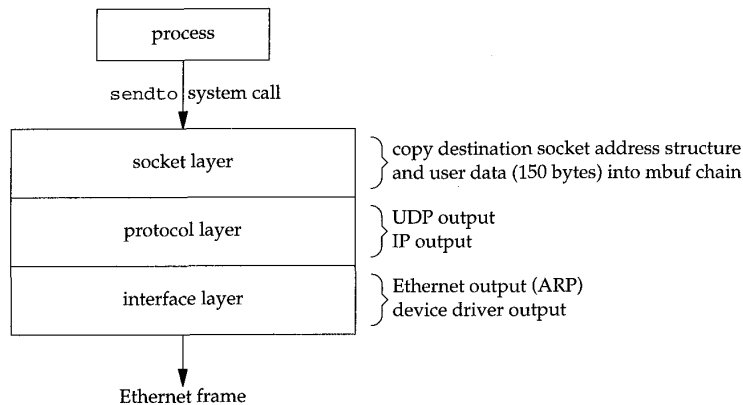 process
sendto system call
socket layer
copy destination socket address structure
and user data (150 bytes) into mbuf chain
protocol layer
UDP output
IP output
interface layer
Ethernet output (ARP)
device driver output
Ethernet frame